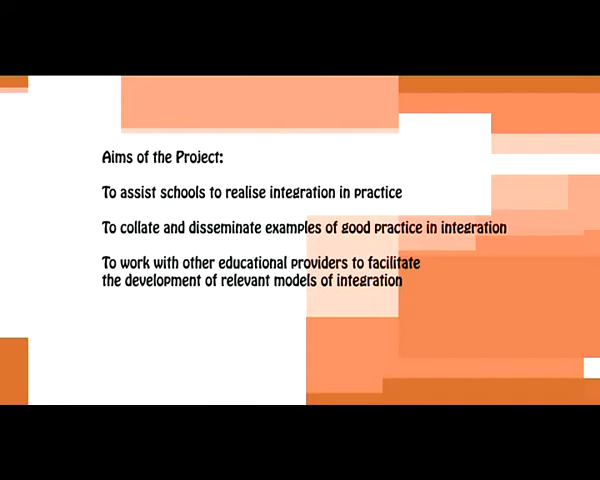 Aims of the Project:
To assist schools to realise integration in practice
To collate and disseminate examples of good practice in integration
To work with other educational providers to facilitate
the development of relevant models of integration